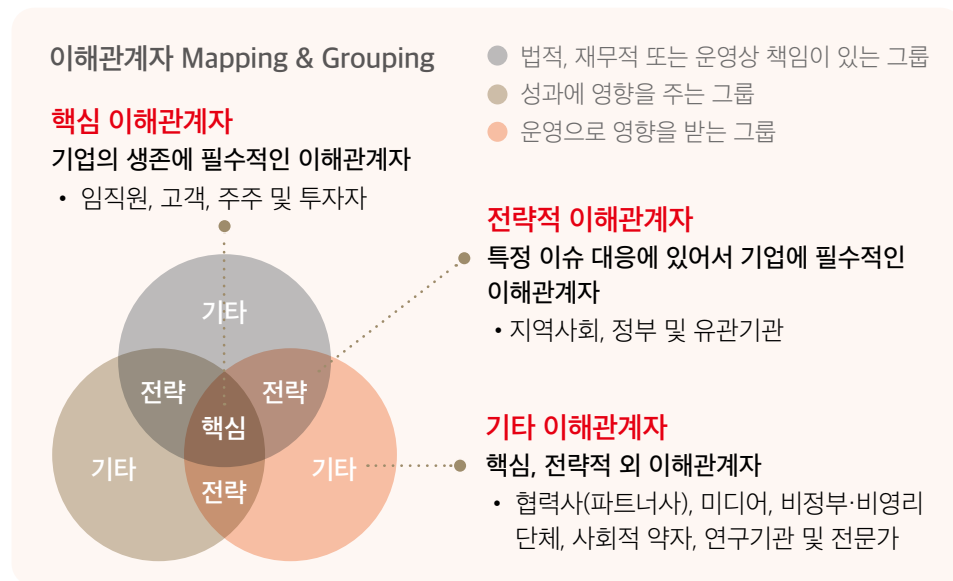 이해관계자 Mapping & Grouping
법적, 재무적 또는 운영상 책임이 있는 그룹
성과에 영향을 주는 그룹
운영으로 영향을 받는 그룹
핵심 이해관계자
기업의 생존에 필수적인 이해관계자
• 임직원, 고객, 주주 및 투자자
전략적 이해관계자
특정 이슈 대응에 있어서 기업에 필수적인
이해관계자
• 지역사회, 정부 및 유관기관
기타
전략
전략
핵심
기타
전략
기타
기타 이해관계자
핵심, 전략적 외 이해관계자
• 협력사(파트너사), 미디어, 비정부·비영리
단체, 사회적 약자, 연구기관 및 전문가